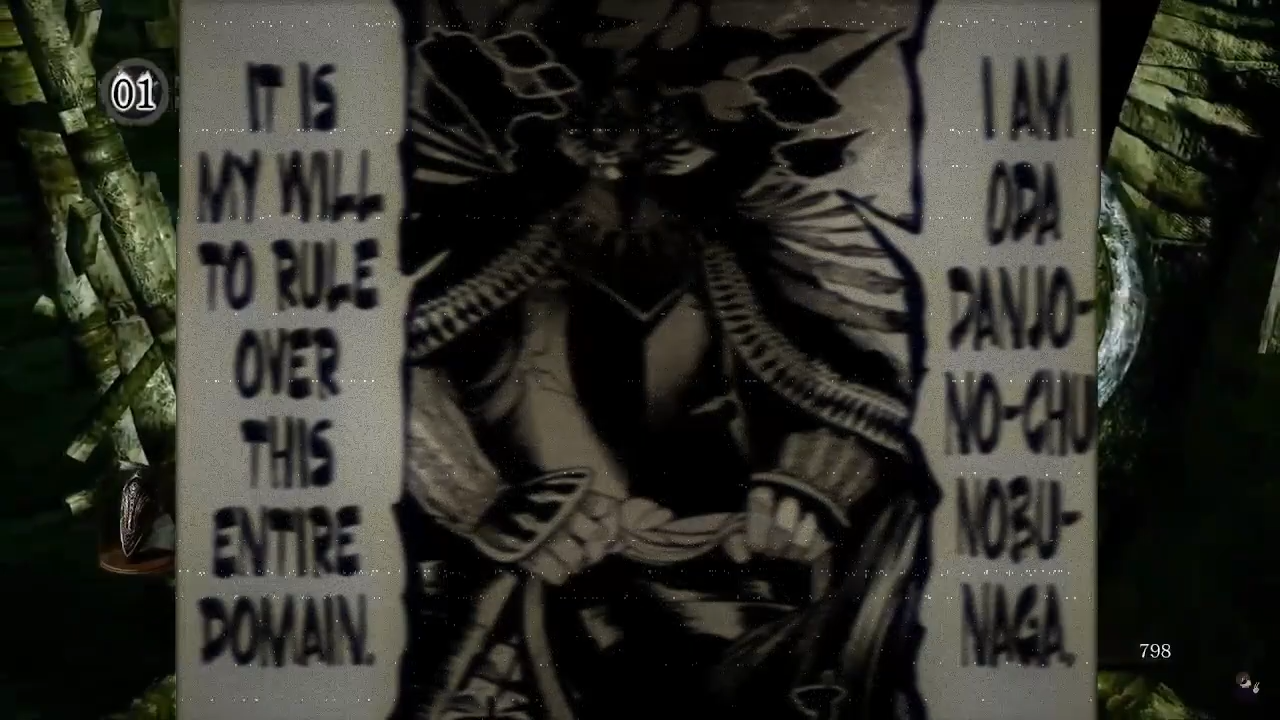 01
IT IS
MY WILL
TO RULE
OVER
THIS
ENTIRE
DOMAIN.
I AM
ODA
DANJO-
NO-CHU
NOBU-
NAGA.
798